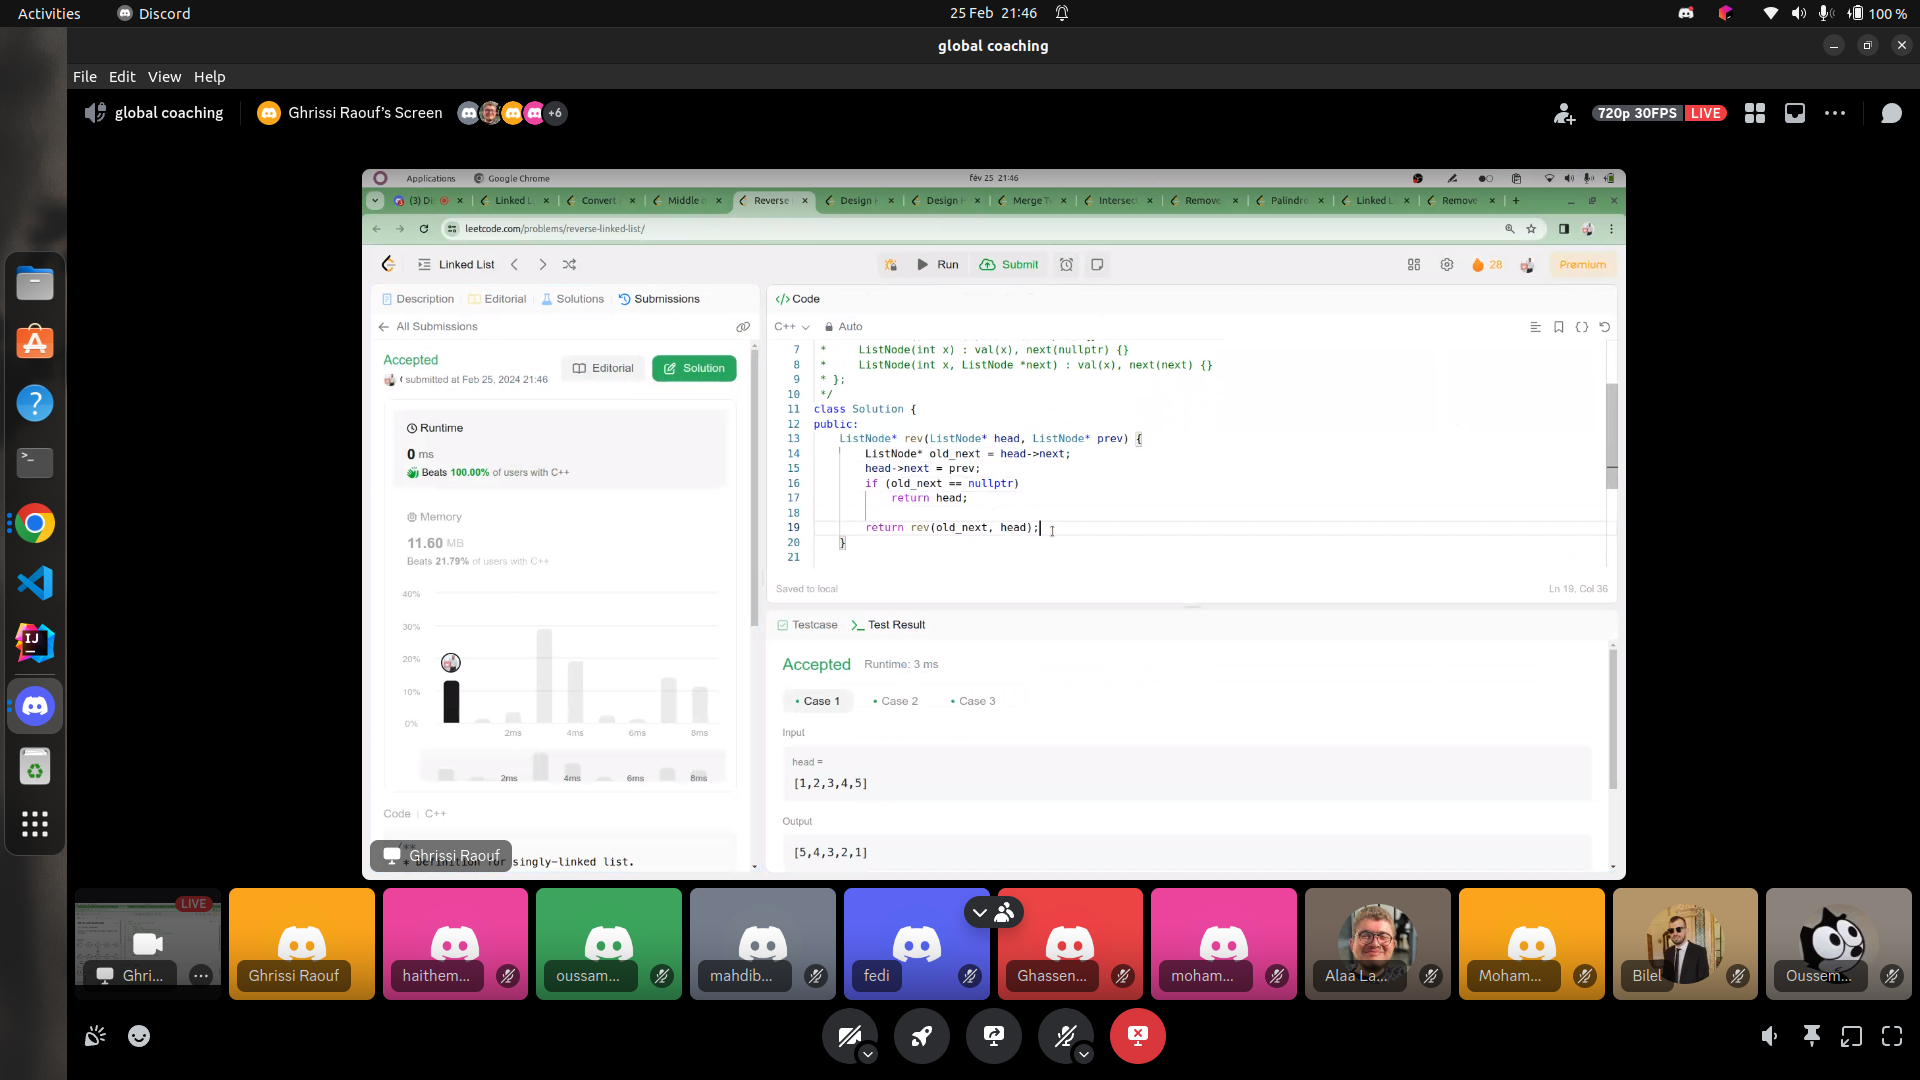 Activities
Discord
25 Feb 21:46
100 %
global coaching
File Edit View Help
global coaching
Ghrissi Raouf's Screen
+6
720p 30FPS LIVE
Applications
Google Chrome
fév 25 21:46
(3) Di
Linked L
Convert
Middle o
Reverse
Design
Design
Merge T
Intersec
Remove
Palindro
Linked L
Remove
leetcode.com/problems/reverse-linked-list/
Linked List
Run
Submit
28
Premium
Description
Editorial
Solutions
Submissions
All Submissions
Accepted
submitted at Feb 25, 2024 21:46
Editorial
Solution
Runtime
0 ms
Beats 100.00% of users with C++
Memory
11.60 MB
Beats 21.79% of users with C++
40%
30%
20%
10%
0%
2ms 4ms 6ms 8ms
2ms 4ms 6ms 8ms
Code | C++
/**
* Definition for singly-linked list.
Ghrissi Raouf
</> Code
C++
Auto
7 * ListNode(int x) : val(x), next(nullptr) {}
8 * ListNode(int x, ListNode *next) : val(x), next(next) {}
9 * };
10 */
11 class Solution {
12 public:
13 ListNode* rev(ListNode* head, ListNode* prev) {
14 ListNode* old_next = head->next;
15 head->next = prev;
16 if (old_next == nullptr)
17 return head;
18
19 return rev(old_next, head);
20 }
21
Saved to local
Ln 19, Col 36
Testcase
Test Result
Accepted
Runtime: 3 ms
• Case 1
• Case 2
• Case 3
Input
head =
[1,2,3,4,5]
Output
[5,4,3,2,1]
LIVE
Ghri...
Ghrissi Raouf
haithem...
oussam...
mahdib...
fedi
Ghassen...
moham...
Alaa La...
Moham...
Bilel
Oussem...